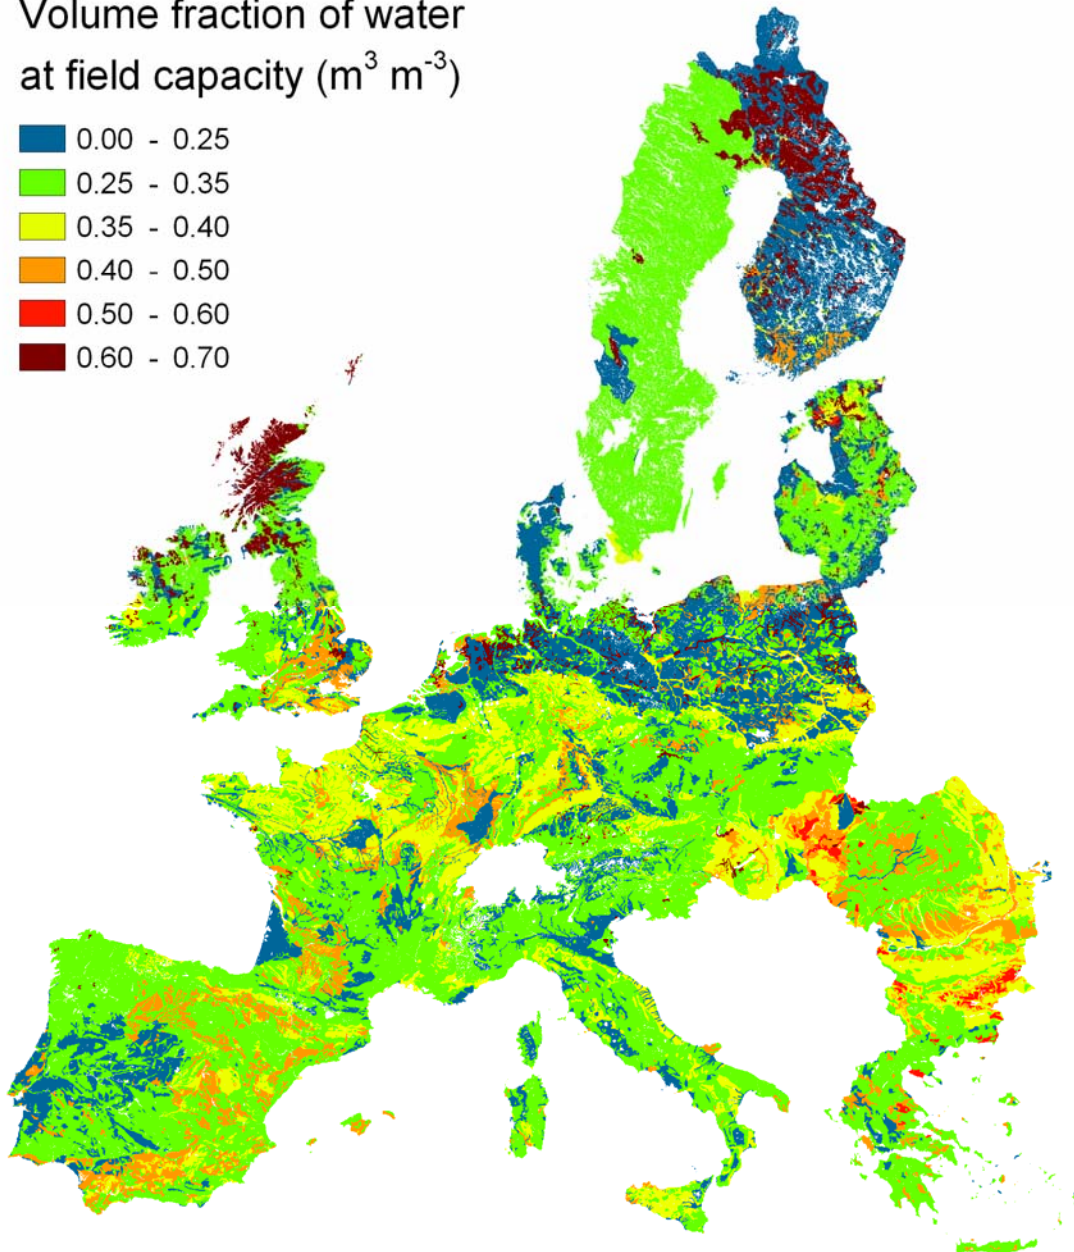 Volume fraction of water
at field capacity (m³ m⁻³)
0.00 - 0.25
0.25 - 0.35
0.35 - 0.40
0.40 - 0.50
0.50 - 0.60
0.60 - 0.70